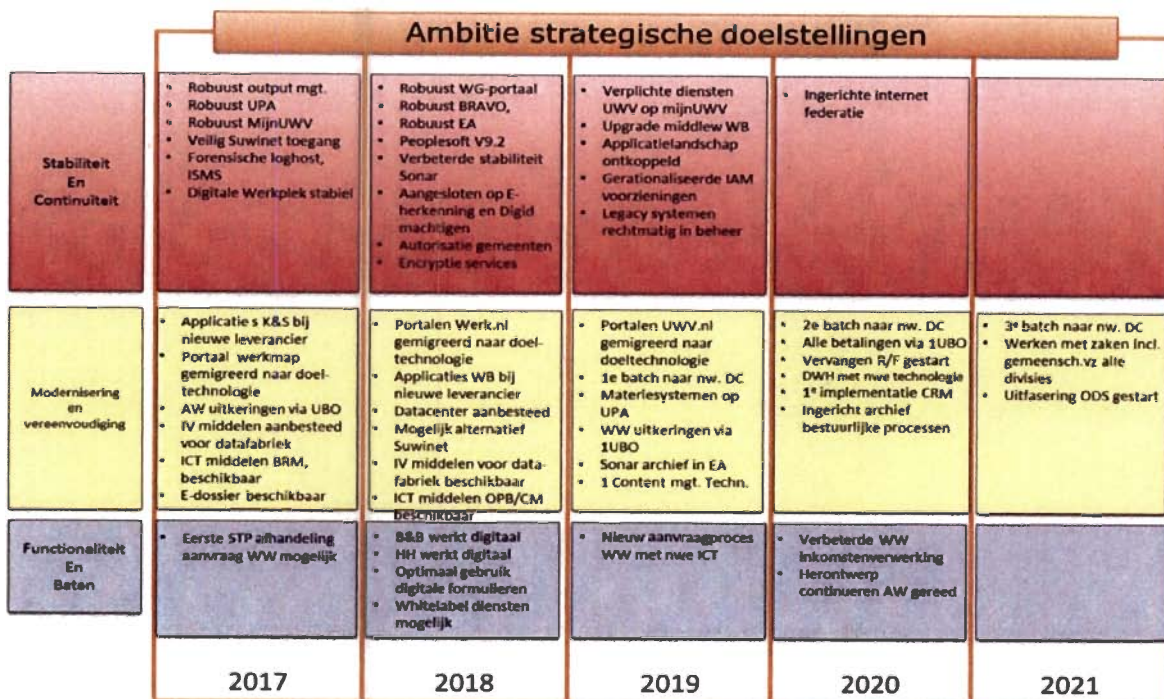 Ambitie strategische doelstellingen
Stabiliteit
En
Continuïteit
• Robuust output mgt.
• Robuust UPA
• Robuust MijnUWV
• Veilig Suwinet toegang
• Forensische loghost,
ISMS
• Digitale Werkplek stabiel
• Robuust WG-portaal
• Robuust BRAVO,
• Robuust EA
• Peoplesoft V9.2
• Verbeterde stabiliteit
Sonar
• Aangesloten op E-
herkenning en Digid
machtigen
• Autorisatie gemeenten
• Encryptie services
• Verplichte diensten
UWV op mijnUWV
• Upgrade middlew WB
• Applicatielandschap
ontkoppeld
• Gerationaliseerde IAM
voorzieningen
• Legacy systemen
rechtmatig in beheer
• Ingerichte internet
federatie
Modernisering
en
vereenvoudiging
• Applicaties K&S bij
nieuwe leverancier
• Portaal werkmap
gemigreerd naar doel-
technologie
• AW uitkeringen via UBO
• IV middelen aanbesteed
voor datafabriek
• ICT middelen BRM,
beschikbaar
• E-dossier beschikbaar
• Portalen Werk.nl
gemigreerd naar doel-
technologie
• Applicaties WB bij
nieuwe leverancier
• Datacenter aanbesteed
• Mogelijk alternatief
Suwinet
• IV middelen voor data-
fabriek beschikbaar
• ICT middelen OPB/CM
beschikbaar
• Portalen UWV.nl
gemigreerd naar
doeltechnologie
• 1e batch naar nw. DC
• Materiesystemen op
UPA
• WW uitkeringen via
1UBO
• Sonar archief in EA
• 1 Content mgt. Techn.
• 2e batch naar nw. DC
• Alle betalingen via 1UBO
• Vervangen R/F gestart
• DWH met nwe technologie
• 1e implementatie CRM
• Ingericht archief
bestuurlijke processen
• 3e batch naar nw. DC
• Werken met zaken incl.
gemeensch.vz alle
divisies
• Uitfasering ODS gestart
Functionaliteit
En
Baten
• Eerste STP afhandeling
aanvraag WW mogelijk
• B&B werkt digitaal
• HH werkt digitaal
• Optimaal gebruik
digitale formulieren
• Whitelabel diensten
mogelijk
• Nieuw aanvraagproces
WW met nwe ICT
• Verbeterde WW
inkomstenverwerking
• Herontwerp
continueren AW gereed
2017
2018
2019
2020
2021